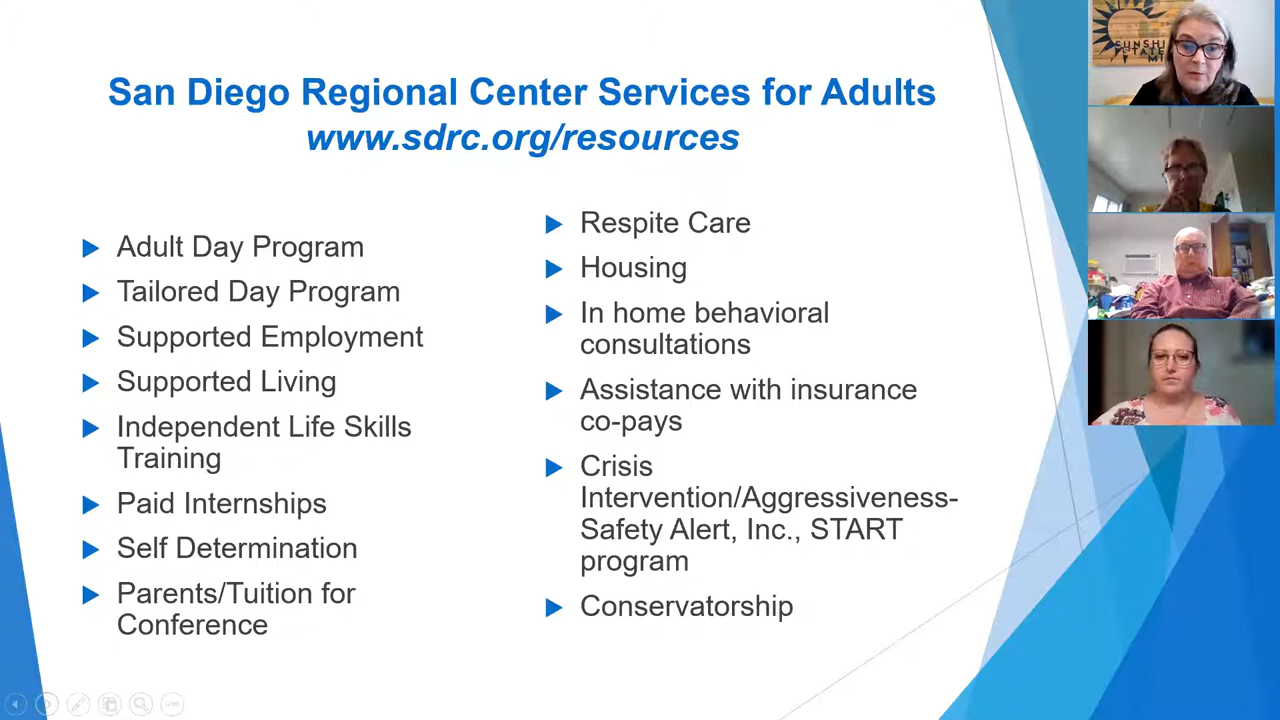 San Diego Regional Center Services for Adults
www.sdrc.org/resources
Adult Day Program
Tailored Day Program
Supported Employment
Supported Living
Independent Life Skills
Training
Paid Internships
Self Determination
Parents/Tuition for
Conference
Respite Care
Housing
In home behavioral
consultations
Assistance with insurance
co-pays
Crisis
Intervention/Aggressiveness-
Safety Alert, Inc., START
program
Conservatorship
STATE